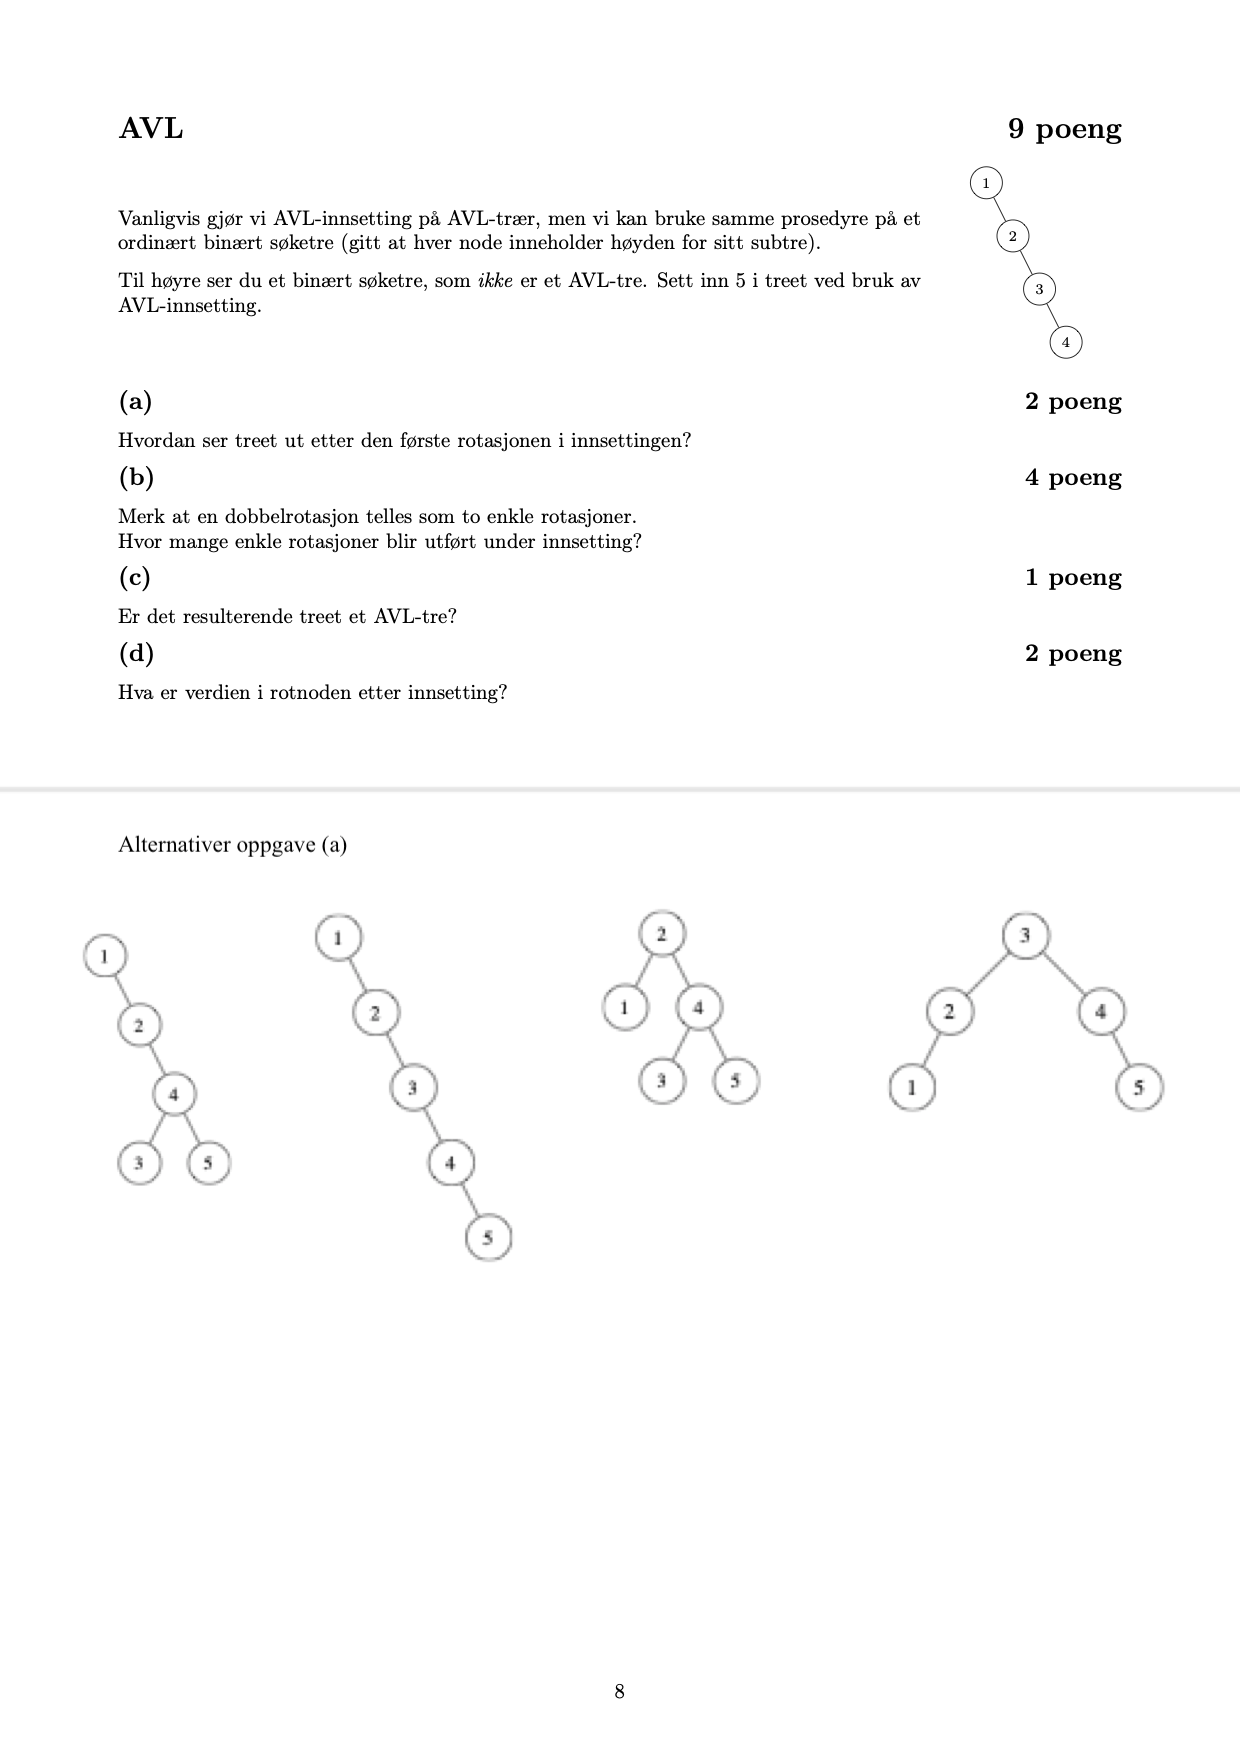 AVL 9 poeng
1
2
3
4
Vanligvis gjør vi AVL-innsetting på AVL-trær, men vi kan bruke samme prosedyre på et
ordinært binært søketre (gitt at hver node inneholder høyden for sitt subtre).
Til høyre ser du et binært søketre, som ikke er et AVL-tre. Sett inn 5 i treet ved bruk av
AVL-innsetting.
(a) 2 poeng
Hvordan ser treet ut etter den første rotasjonen i innsettingen?
(b) 4 poeng
Merk at en dobbelrotasjon telles som to enkle rotasjoner.
Hvor mange enkle rotasjoner blir utført under innsetting?
(c) 1 poeng
Er det resulterende treet et AVL-tre?
(d) 2 poeng
Hva er verdien i rotnoden etter innsetting?
Alternativer oppgave (a)
1
2
4
3 5
1
2
3
4
5
2
1 4
3 5
3
2 4
1 5
8